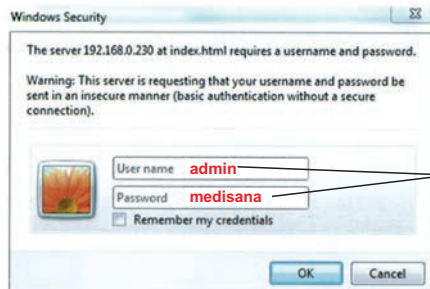 Windows Security
The server 192.168.0.230 at index.html requires a username and password.
Warning: This server is requesting that your username and password be
sent in an insecure manner (basic authentication without a secure
connection).
User name admin
Password medisana
Remember my credentials
OK Cancel